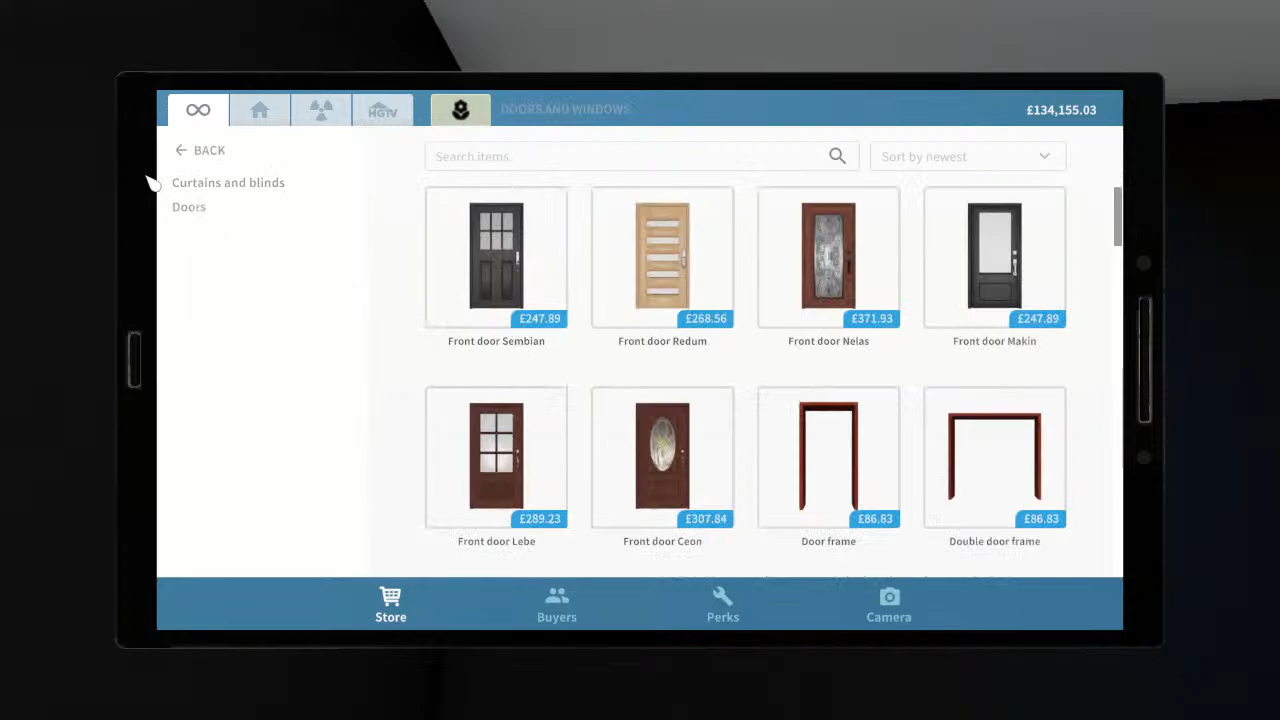 HGTV
DOORS AND WINDOWS
£134,155.03
BACK
Search items.
Sort by newest
Curtains and blinds
Doors
£247.89
£268.56
£371.93
£247.89
Front door Sembian
Front door Redum
Front door Nelas
Front door Makin
£289.23
£307.84
£86.83
£86.83
Front door Lebe
Front door Ceon
Door frame
Double door frame
Store
Buyers
Perks
Camera